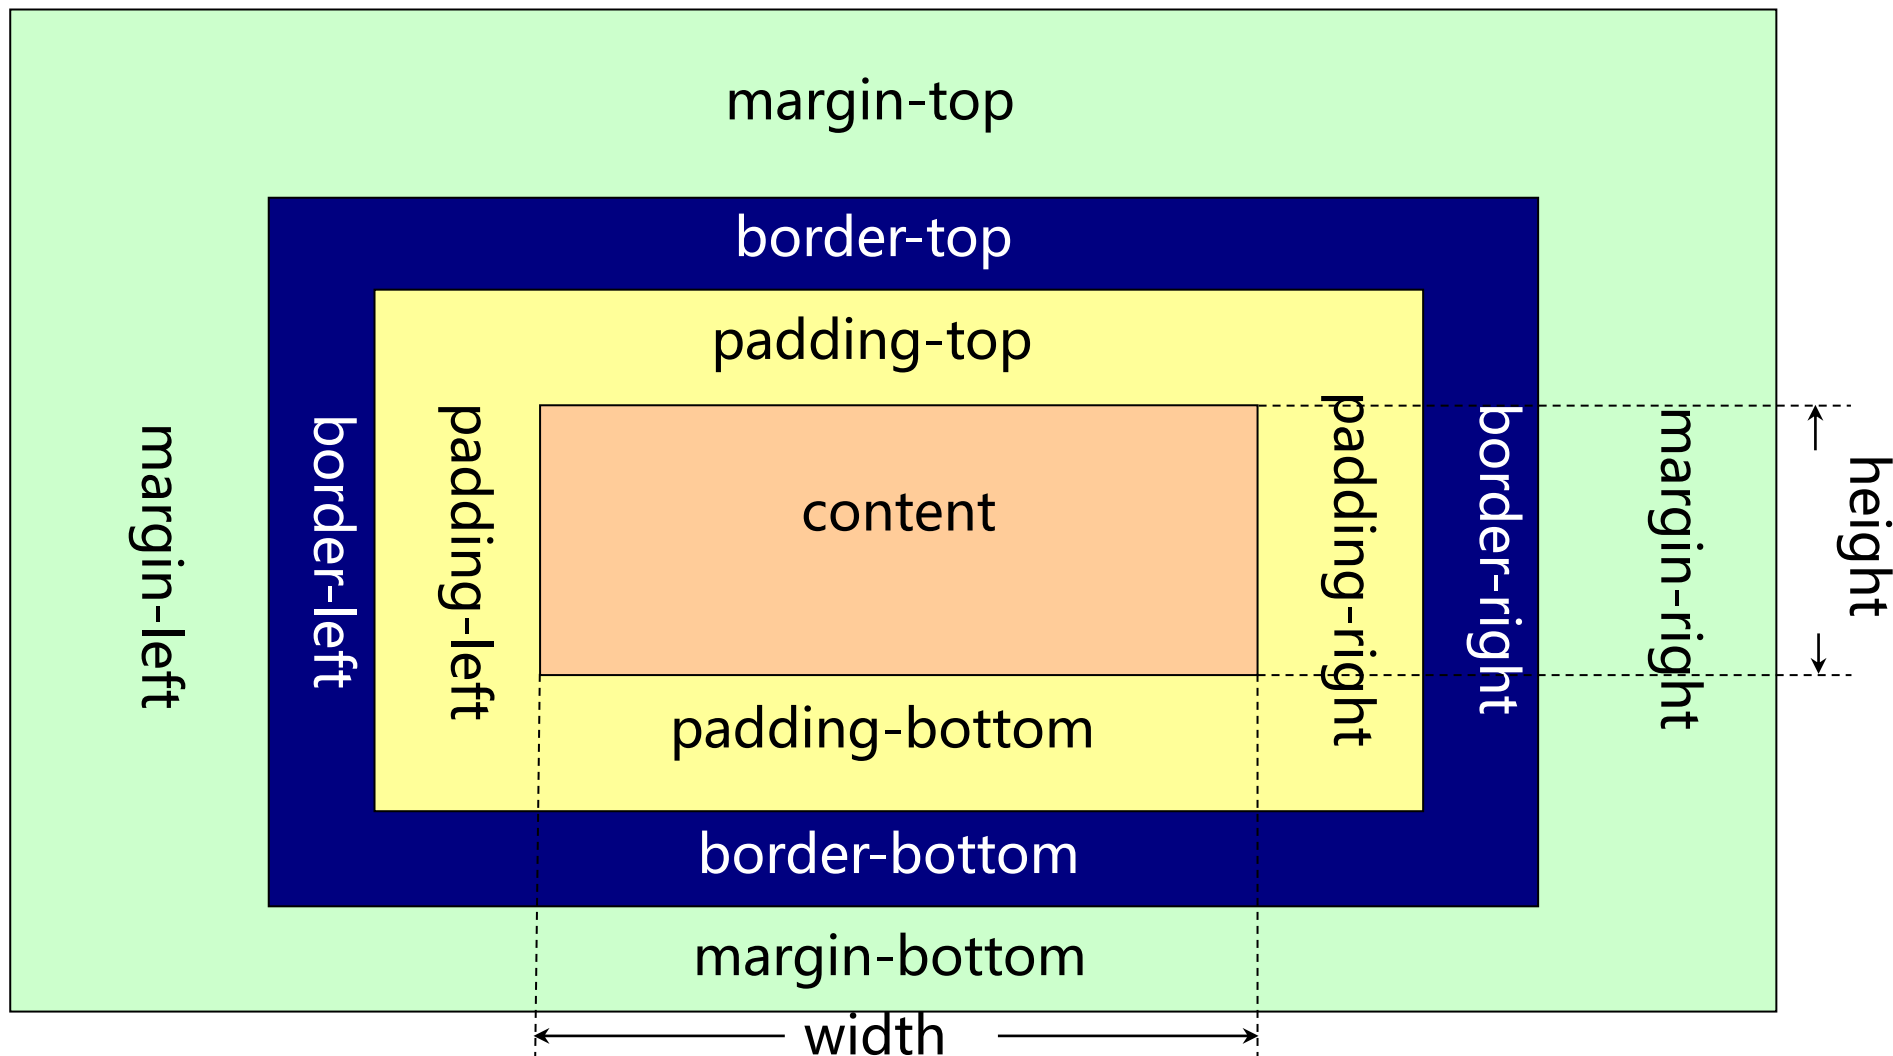 margin-top
border-top
padding-top
margin-left
border-left
padding-left
content
padding-right
border-right
margin-right
height
padding-bottom
border-bottom
margin-bottom
width